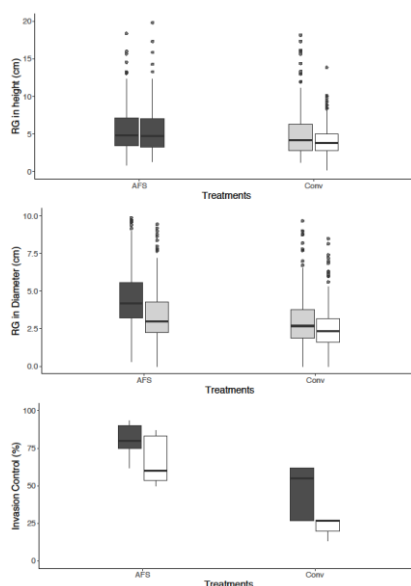 RG in height (cm)
20
15
10
5
0
AFS
Conv
Treatments
RG in Diameter (cm)
10.0
7.5
5.0
2.5
0.0
AFS
Conv
Treatments
Invasion Control (%)
100
75
50
25
0
AFS
Conv
Treatments